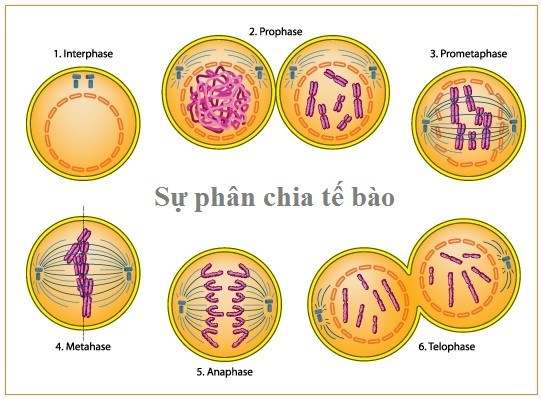 1. Interphase
2. Prophase
3. Prometaphase
Sự phân chia tế bào
4. Metahase
5. Anaphase
6. Telophase